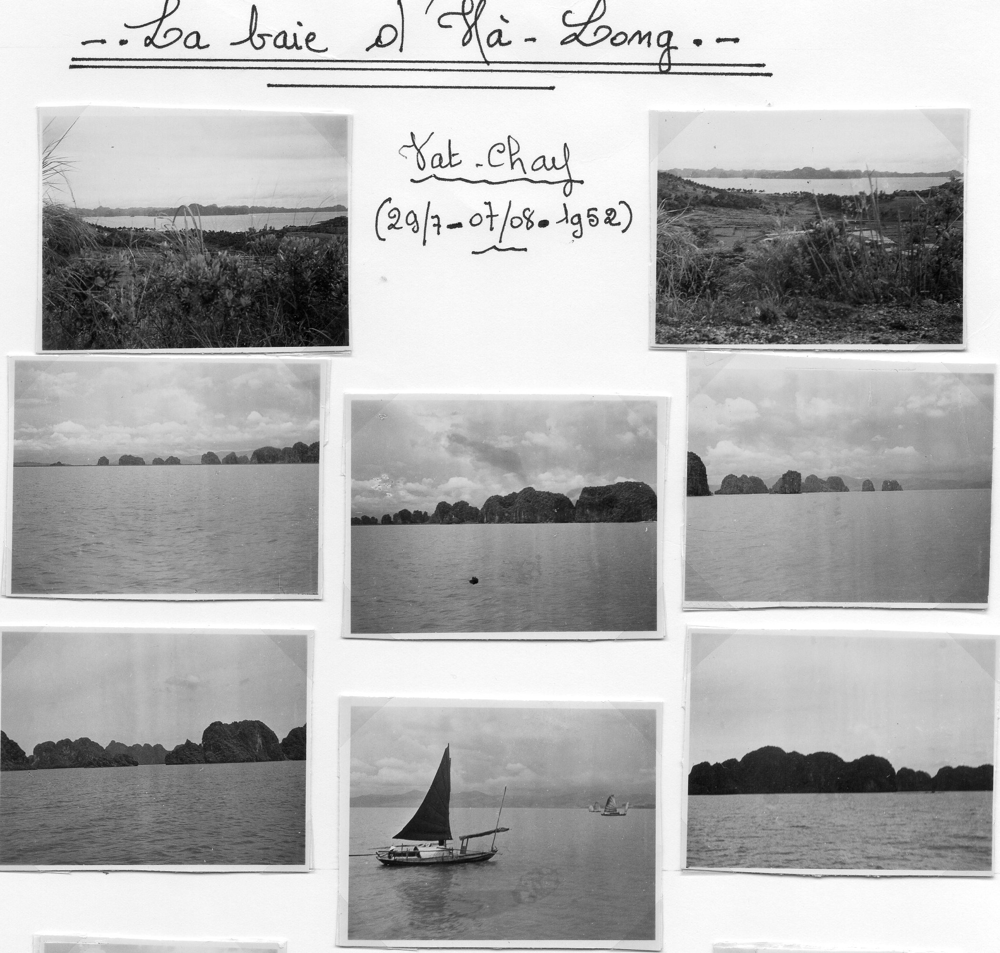 -. La baie d'Hà-Long. -
Vat-Chay
(29/7-07/08.1952)